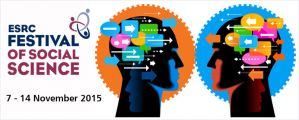 ESRC
FESTIVAL
OF SOCIAL
SCIENCE
7 - 14 November 2015